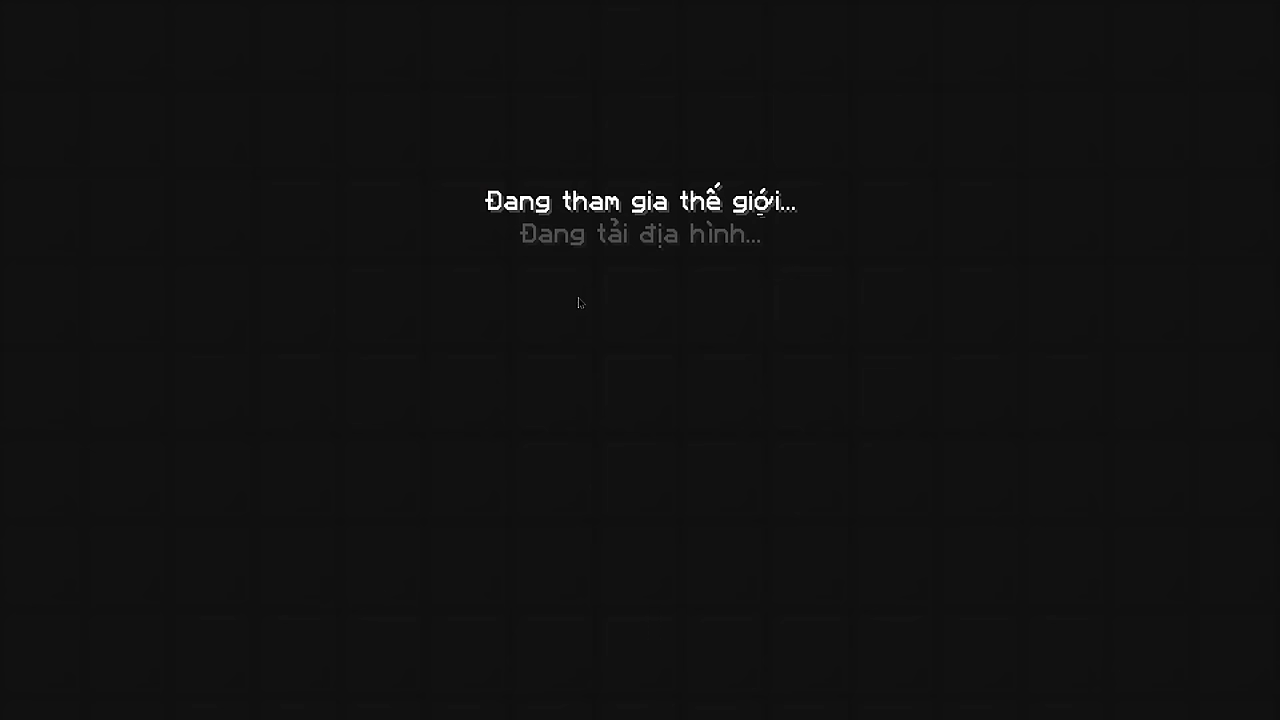 Đang tham gia thế giới...
Đang tải địa hình...